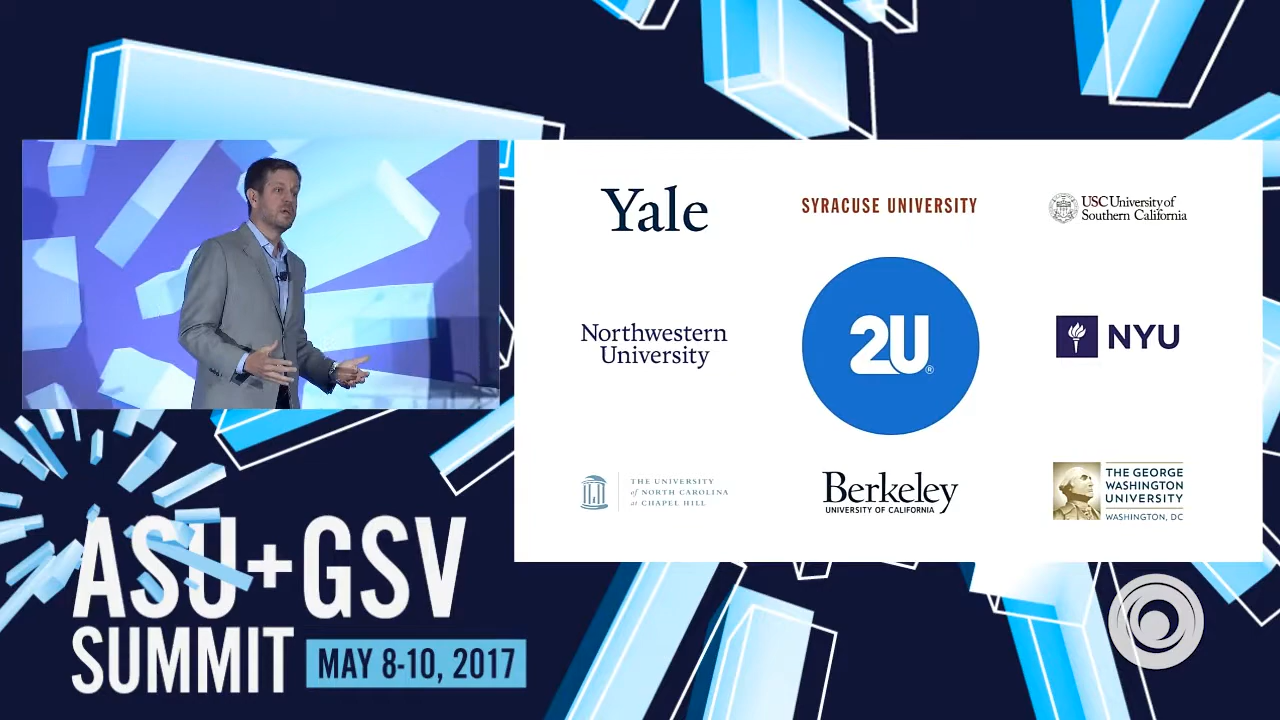 Yale
SYRACUSE UNIVERSITY
USC University of
Southern California
Northwestern
University
2U®
NYU
THE UNIVERSITY
of NORTH CAROLINA
at CHAPEL HILL
Berkeley
UNIVERSITY OF CALIFORNIA
THE GEORGE
WASHINGTON
UNIVERSITY
WASHINGTON, DC
ASU+GSV
SUMMIT
MAY 8-10, 2017